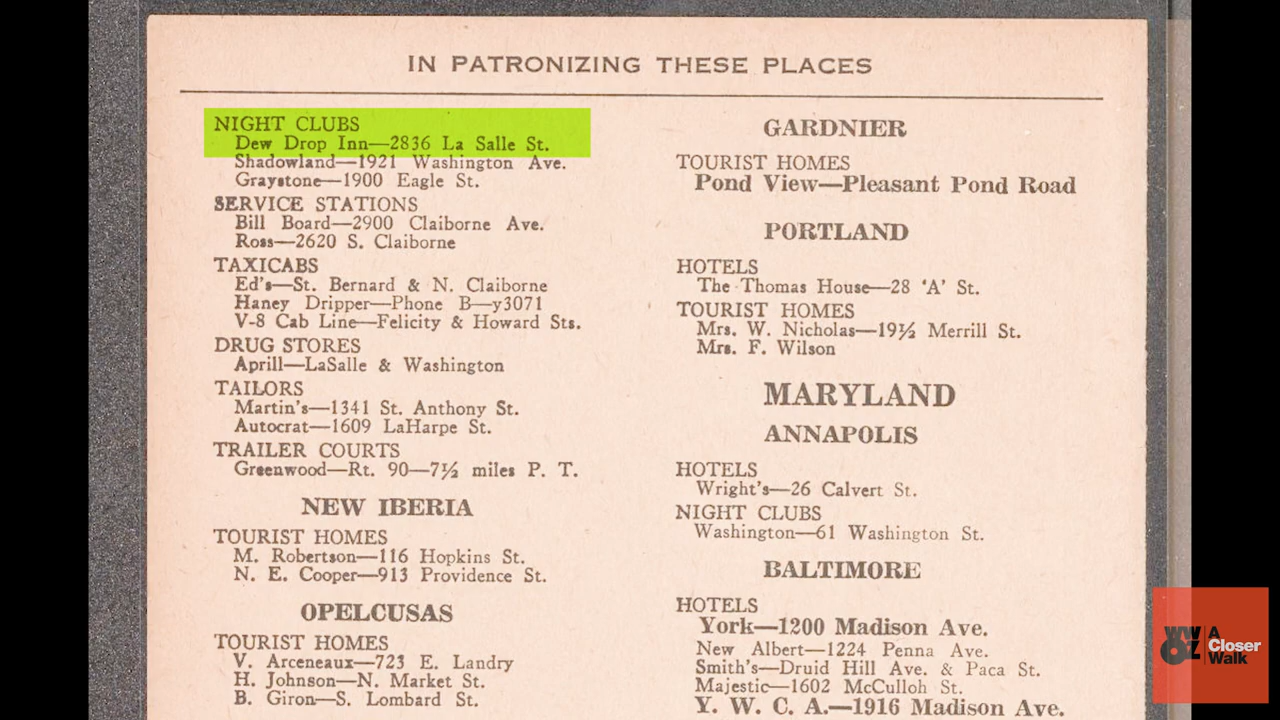 IN PATRONIZING THESE PLACES
NIGHT CLUBS
Dew Drop Inn—2836 La Salle St.
Shadowland—1921 Washington Ave.
Graystone—1900 Eagle St.
SERVICE STATIONS
Bill Board—2900 Claiborne Ave.
Ross—2620 S. Claiborne
TAXICABS
Ed's—St. Bernard & N. Claiborne
Haney Dripper—Phone B—y3071
V-8 Cab Line—Felicity & Howard Sts.
DRUG STORES
Aprill—LaSalle & Washington
TAILORS
Martin's—1341 St. Anthony St.
Autocrat—1609 LaHarpe St.
TRAILER COURTS
Greenwood—Rt. 90—7½ miles P. T.
NEW IBERIA
TOURIST HOMES
M. Robertson—116 Hopkins St.
N. E. Cooper—913 Providence St.
OPELCUSAS
TOURIST HOMES
V. Arceneaux—723 E. Landry
H. Johnson—N. Market St.
B. Giron—S. Lombard St.
GARDNIER
TOURIST HOMES
Pond View—Pleasant Pond Road
PORTLAND
HOTELS
The Thomas House—28 'A' St.
TOURIST HOMES
Mrs. W. Nicholas—19½ Merrill St.
Mrs. F. Wilson
MARYLAND
ANNAPOLIS
HOTELS
Wright's—26 Calvert St.
NIGHT CLUBS
Washington—61 Washington St.
BALTIMORE
HOTELS
York—1200 Madison Ave.
New Albert—1224 Penna Ave.
Smith's—Druid Hill Ave. & Paca St.
Majestic—1602 McCulloh St.
Y. W. C. A.—1916 Madison Ave.
WWOZ
A
Closer
Walk